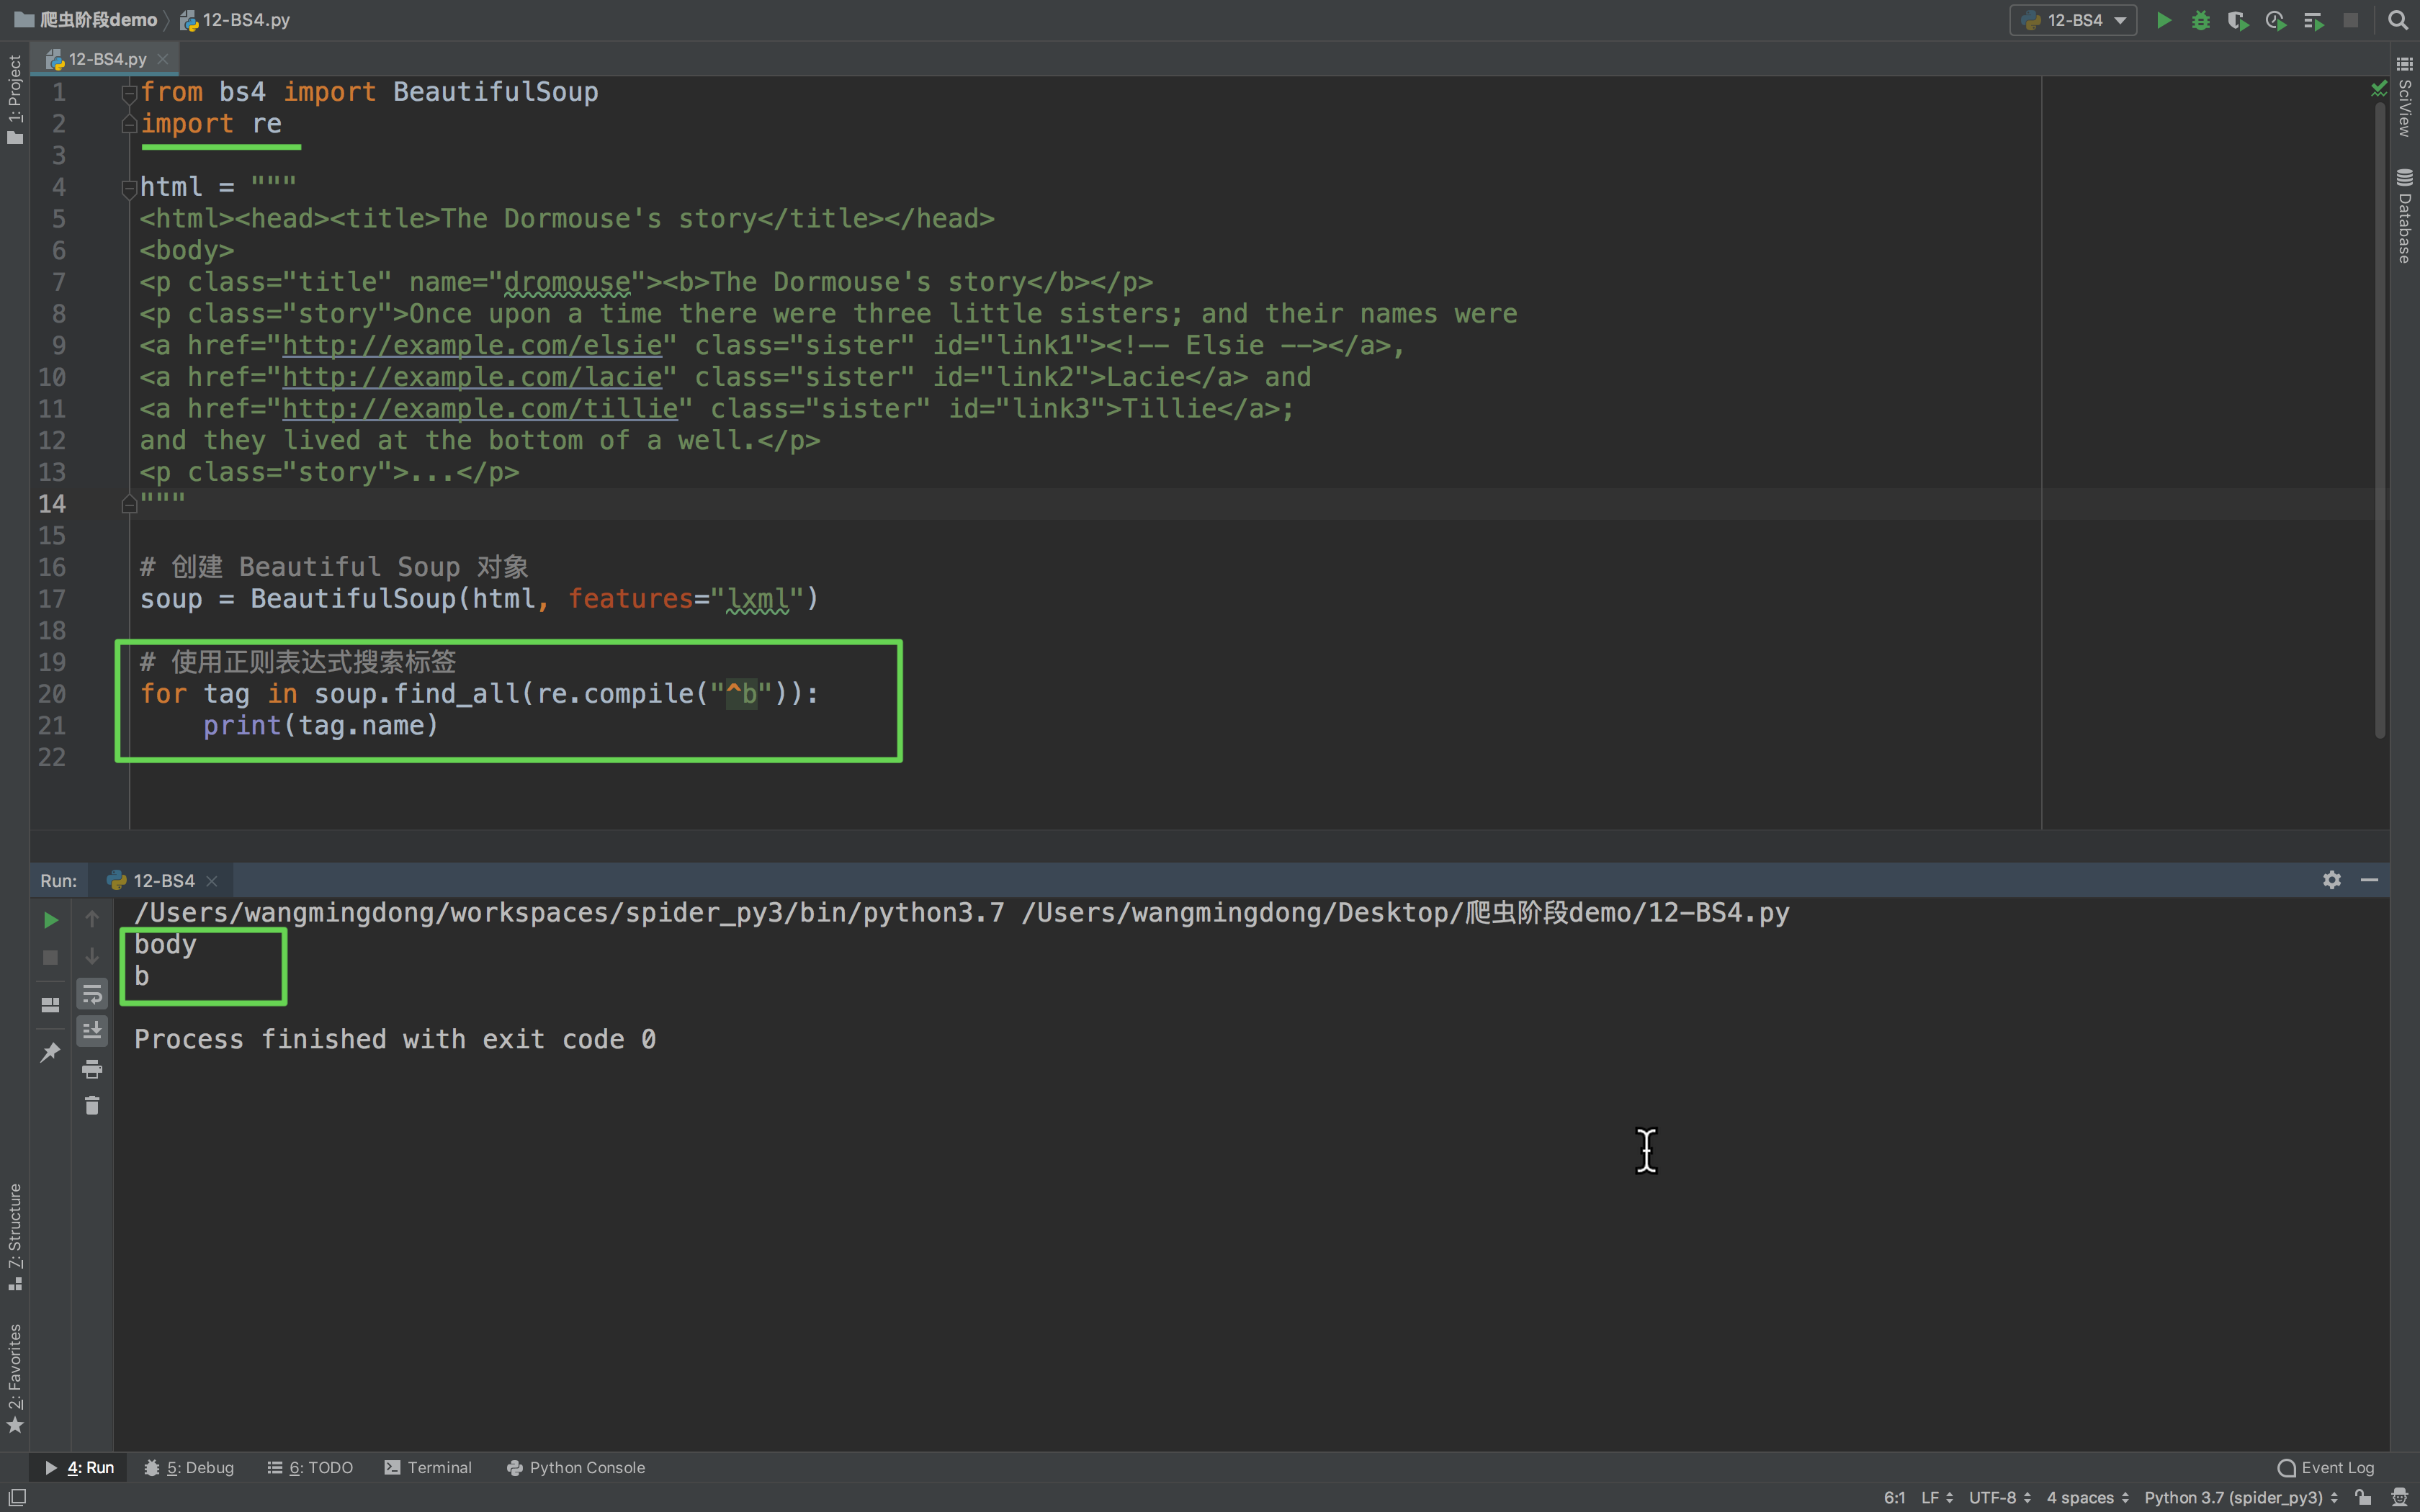 爬虫阶段demo 12-BS4.py 12-BS4
12-BS4.py
1: Project
SciView
Database
1 from bs4 import BeautifulSoup
2 import re
3
4 html = """
5 <html><head><title>The Dormouse's story</title></head>
6 <body>
7 <p class="title" name="dromouse"><b>The Dormouse's story</b></p>
8 <p class="story">Once upon a time there were three little sisters; and their names were
9 <a href="http://example.com/elsie" class="sister" id="link1"><!-- Elsie --></a>,
10 <a href="http://example.com/lacie" class="sister" id="link2">Lacie</a> and
11 <a href="http://example.com/tillie" class="sister" id="link3">Tillie</a>;
12 and they lived at the bottom of a well.</p>
13 <p class="story">...</p>
14 """
15
16 # 创建 Beautiful Soup 对象
17 soup = BeautifulSoup(html, features="lxml")
18
19 # 使用正则表达式搜索标签
20 for tag in soup.find_all(re.compile("^b")):
21     print(tag.name)
22
Run: 12-BS4
/Users/wangmingdong/workspaces/spider_py3/bin/python3.7 /Users/wangmingdong/Desktop/爬虫阶段demo/12-BS4.py
body
b
Process finished with exit code 0
7: Structure
2: Favorites
4: Run 5: Debug 6: TODO Terminal Python Console Event Log
6:1 LF UTF-8 4 spaces Python 3.7 (spider_py3)